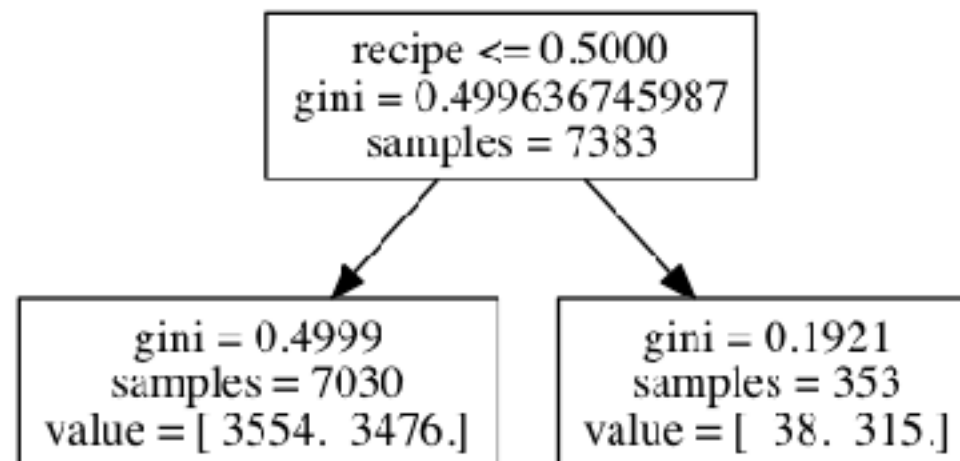 recipe <= 0.5000
gini = 0.499636745987
samples = 7383
gini = 0.4999
samples = 7030
value = [ 3554. 3476.]
gini = 0.1921
samples = 353
value = [ 38. 315.]